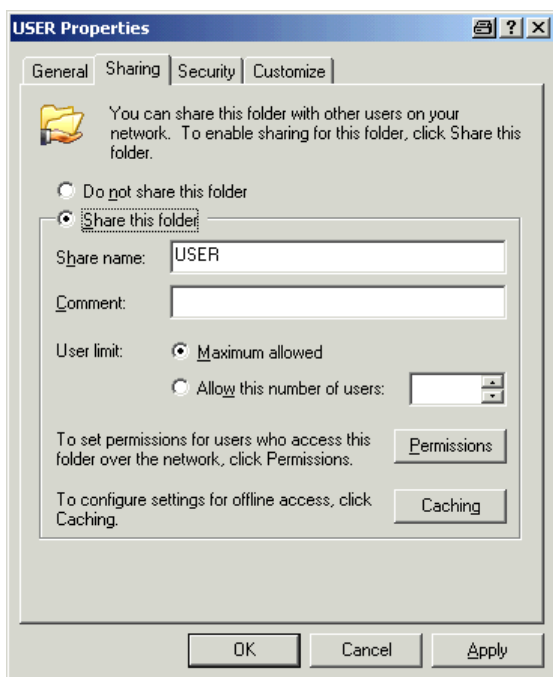 USER Properties
General Sharing Security Customize
You can share this folder with other users on your
network. To enable sharing for this folder, click Share this
folder.
Do not share this folder
Share this folder
Share name: USER
Comment:
User limit: Maximum allowed
Allow this number of users:
To set permissions for users who access this
folder over the network, click Permissions.
Permissions
To configure settings for offline access, click
Caching.
Caching
OK Cancel Apply